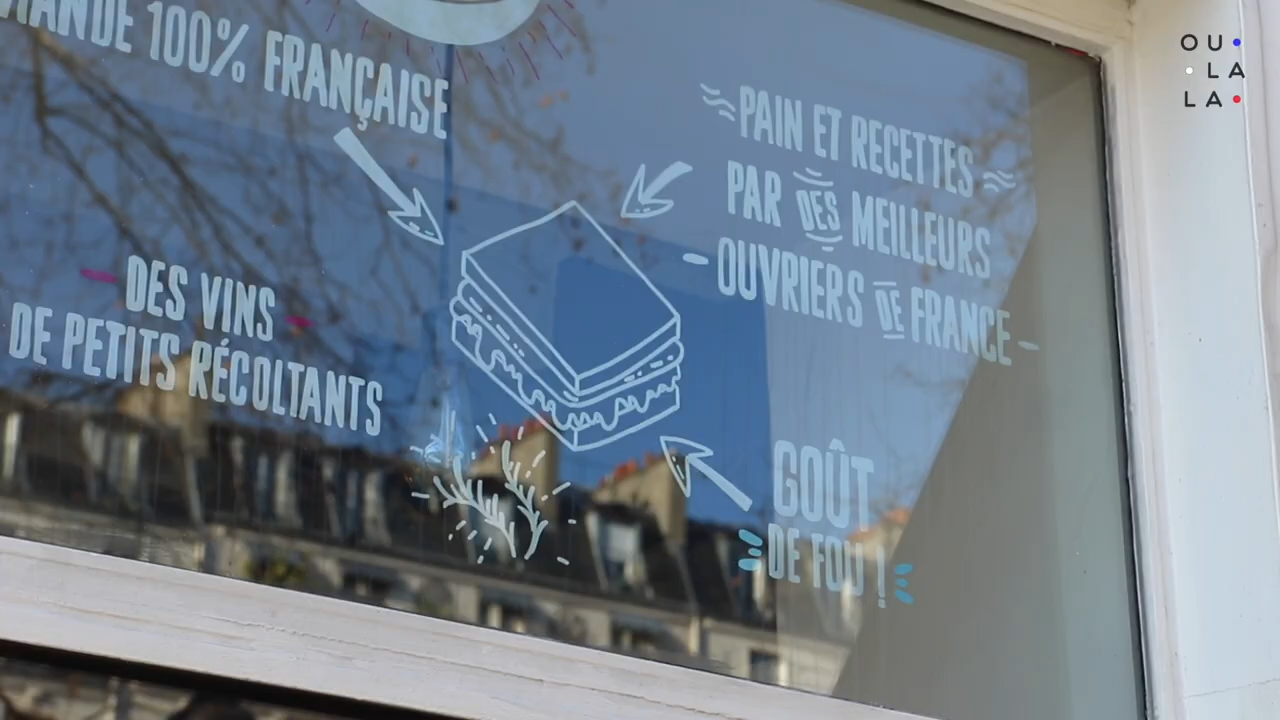 100% FRANÇAISE
PAIN ET RECETTES
PAR DES MEILLEURS
OUVRIERS DE FRANCE
DES VINS
DE PETITS RÉCOLTANTS
GOÛT
DE FOU !
OU
LA
LA